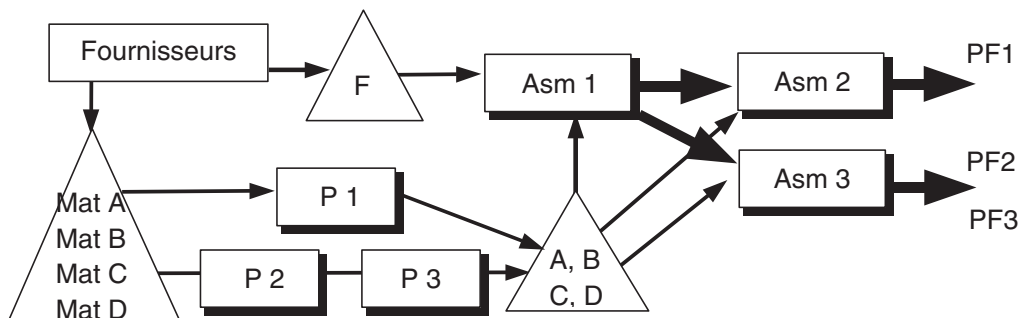 Fournisseurs
F
Asm 1
Asm 2
PF1
Asm 3
PF2
PF3
Mat A
Mat B
Mat C
Mat D
P 1
P 2
P 3
A, B
C, D